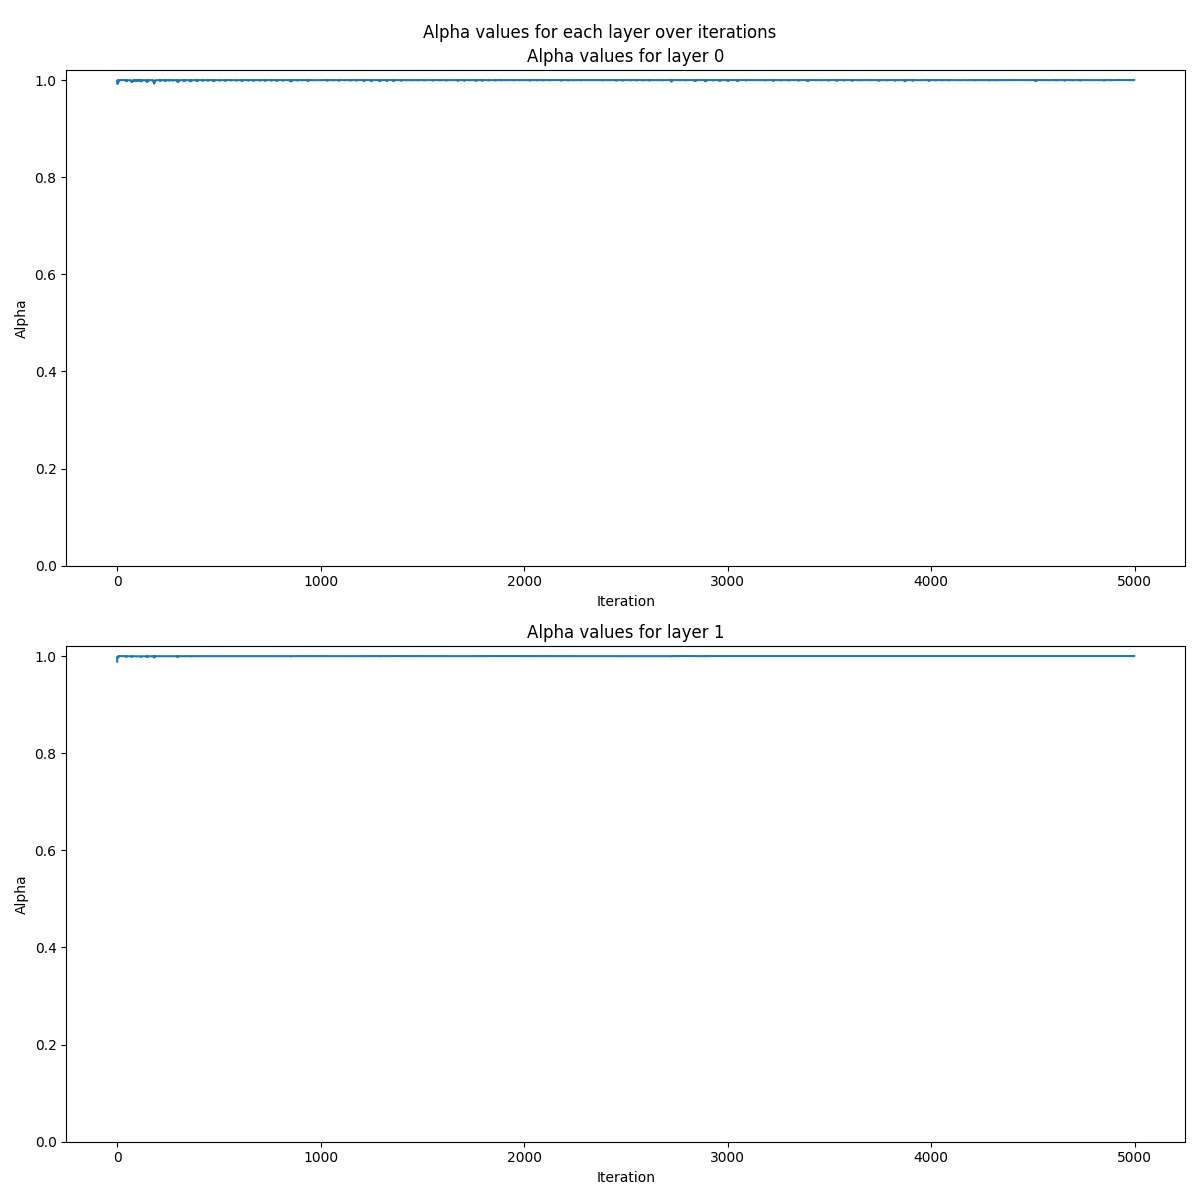 Alpha values for each layer over iterations
Alpha values for layer 0
1.0
0.8
0.6
0.4
0.2
0.0
Alpha
0 1000 2000 3000 4000 5000
Iteration
Alpha values for layer 1
1.0
0.8
0.6
0.4
0.2
0.0
Alpha
0 1000 2000 3000 4000 5000
Iteration